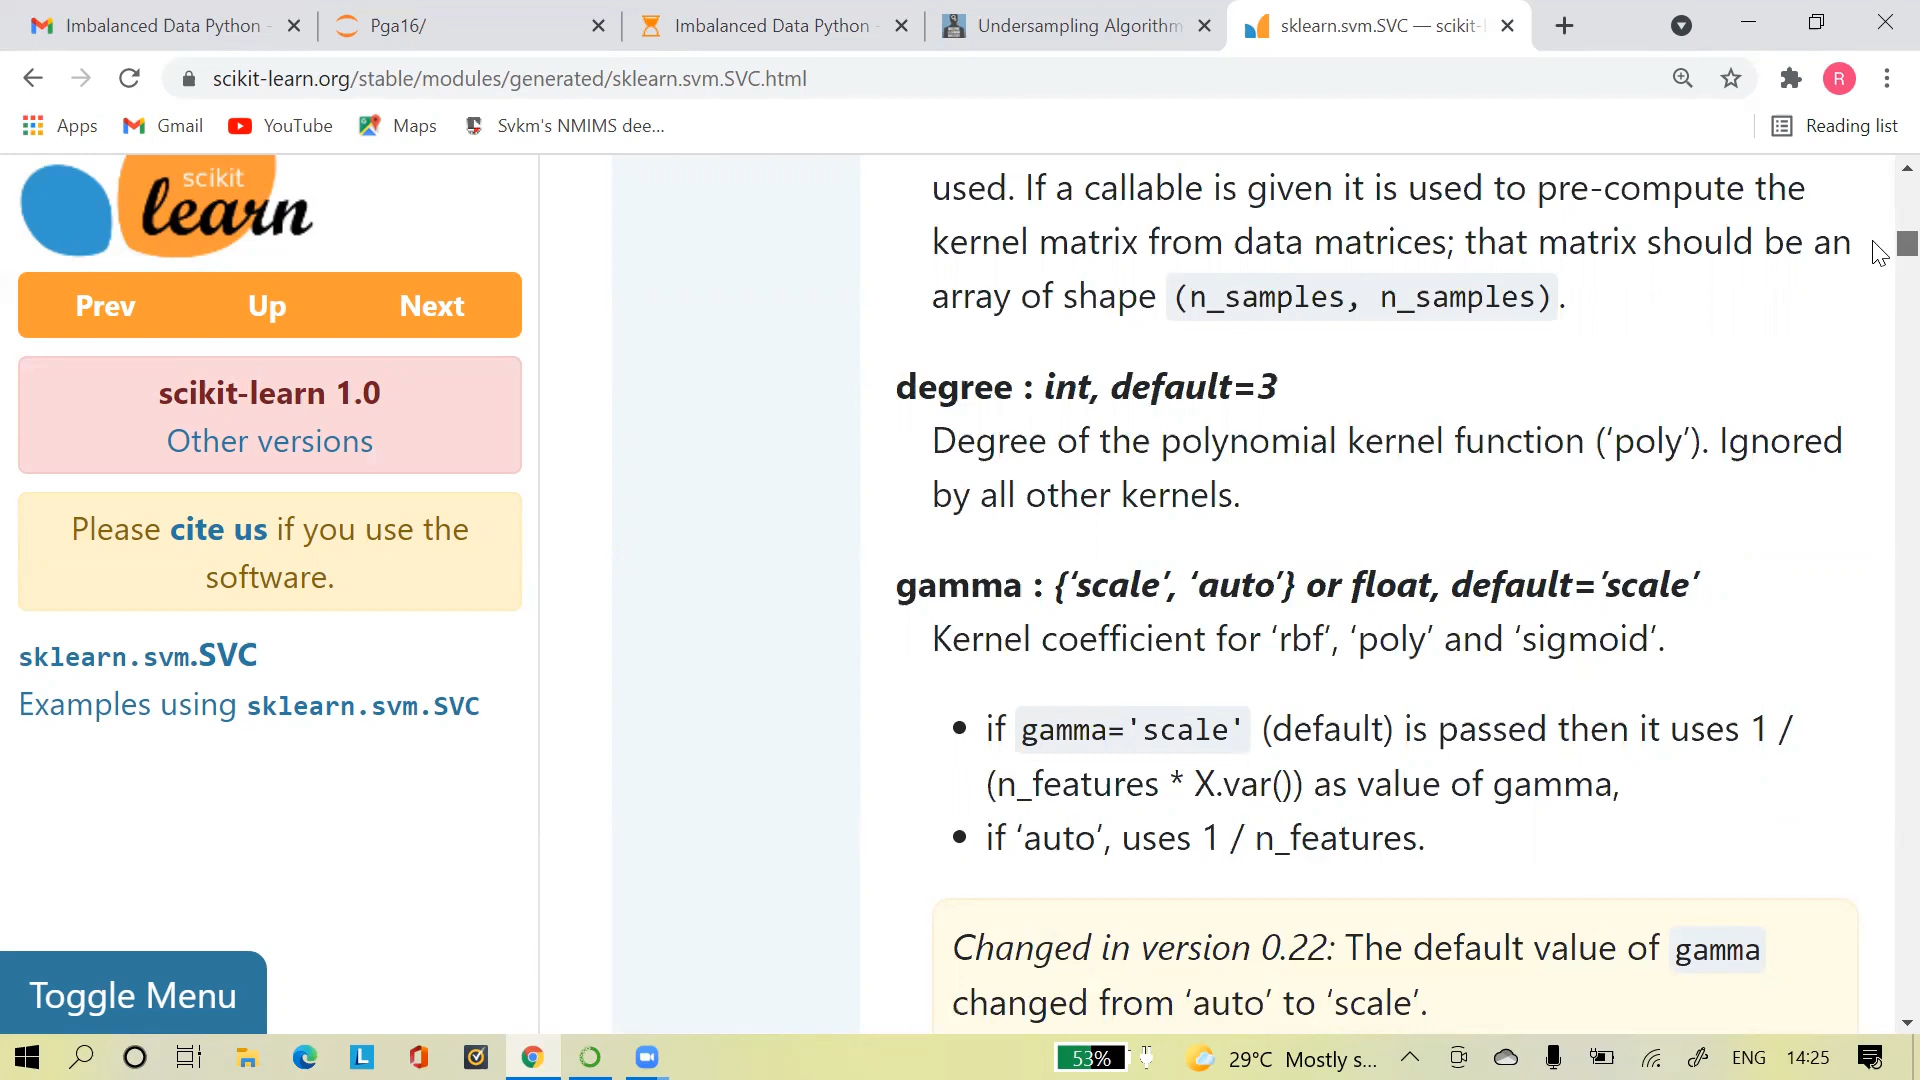 Imbalanced Data Python -
Pga16/
Imbalanced Data Python
Undersampling Algorithm
sklearn.svm.SVC — scikit-l
scikit-learn.org/stable/modules/generated/sklearn.svm.SVC.html
R
Apps
Gmail
YouTube
Maps
Svkm's NMIMS dee...
Reading list
scikit
learn
Prev
Up
Next
scikit-learn 1.0
Other versions
Please cite us if you use the
software.
sklearn.svm.SVC
Examples using sklearn.svm.SVC
Toggle Menu
used. If a callable is given it is used to pre-compute the
kernel matrix from data matrices; that matrix should be an
array of shape (n_samples, n_samples).
degree : int, default=3
Degree of the polynomial kernel function (‘poly’). Ignored
by all other kernels.
gamma : {‘scale’, ‘auto’} or float, default=’scale’
Kernel coefficient for ‘rbf’, ‘poly’ and ‘sigmoid’.
• if gamma='scale' (default) is passed then it uses 1 /
(n_features * X.var()) as value of gamma,
• if ‘auto’, uses 1 / n_features.
Changed in version 0.22: The default value of gamma
changed from ‘auto’ to ‘scale’.
L
53%
29°C Mostly s...
ENG
14:25